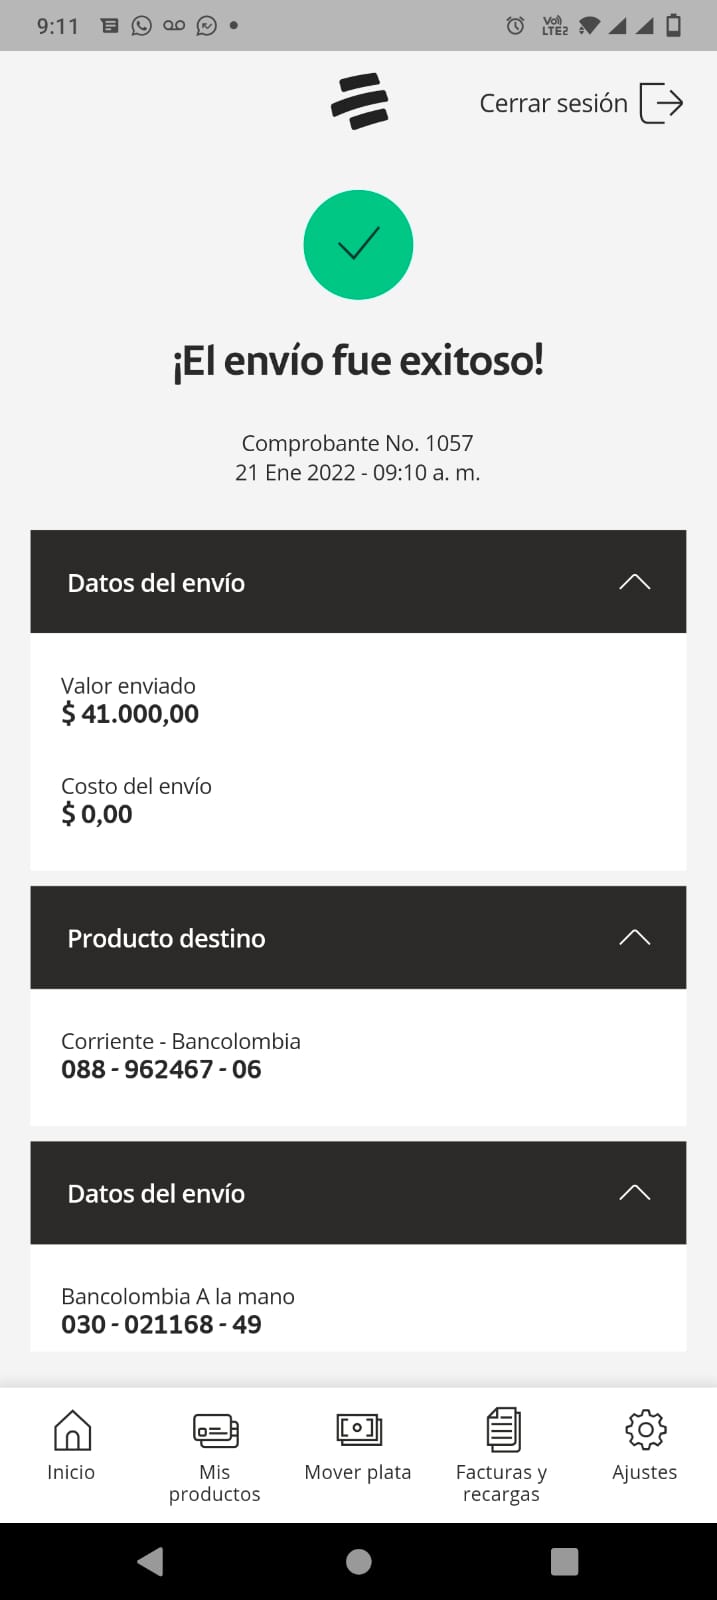 9:11
Vo))
LTE2
Cerrar sesión
¡El envío fue exitoso!
Comprobante No. 1057
21 Ene 2022 - 09:10 a. m.
Datos del envío
Valor enviado
$ 41.000,00
Costo del envío
$ 0,00
Producto destino
Corriente - Bancolombia
088 - 962467 - 06
Datos del envío
Bancolombia A la mano
030 - 021168 - 49
Inicio
Mis productos
Mover plata
Facturas y recargas
Ajustes